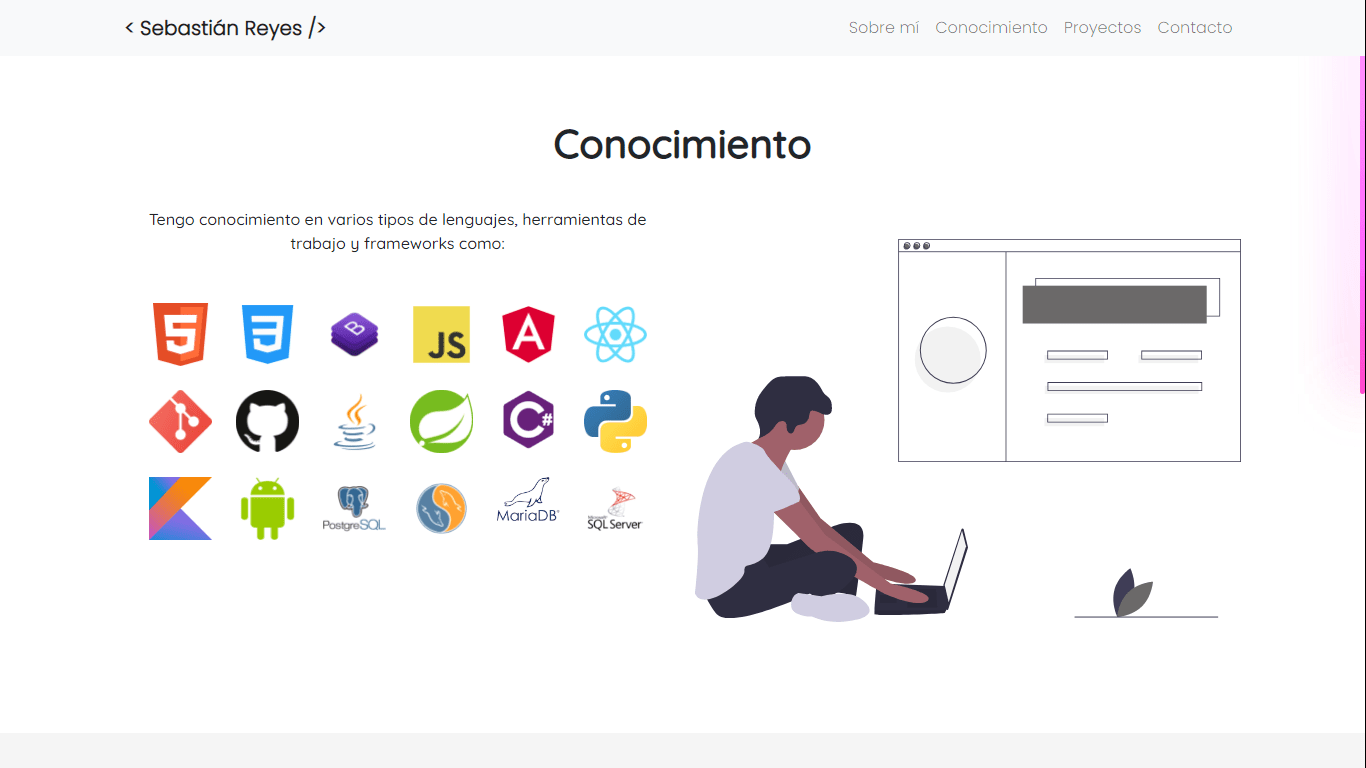 < Sebastián Reyes />
Sobre mí Conocimiento Proyectos Contacto
Conocimiento
Tengo conocimiento en varios tipos de lenguajes, herramientas de
trabajo y frameworks como:
5 3 B JS A
C#
PostgreSQL MariaDB® Microsoft SQL Server